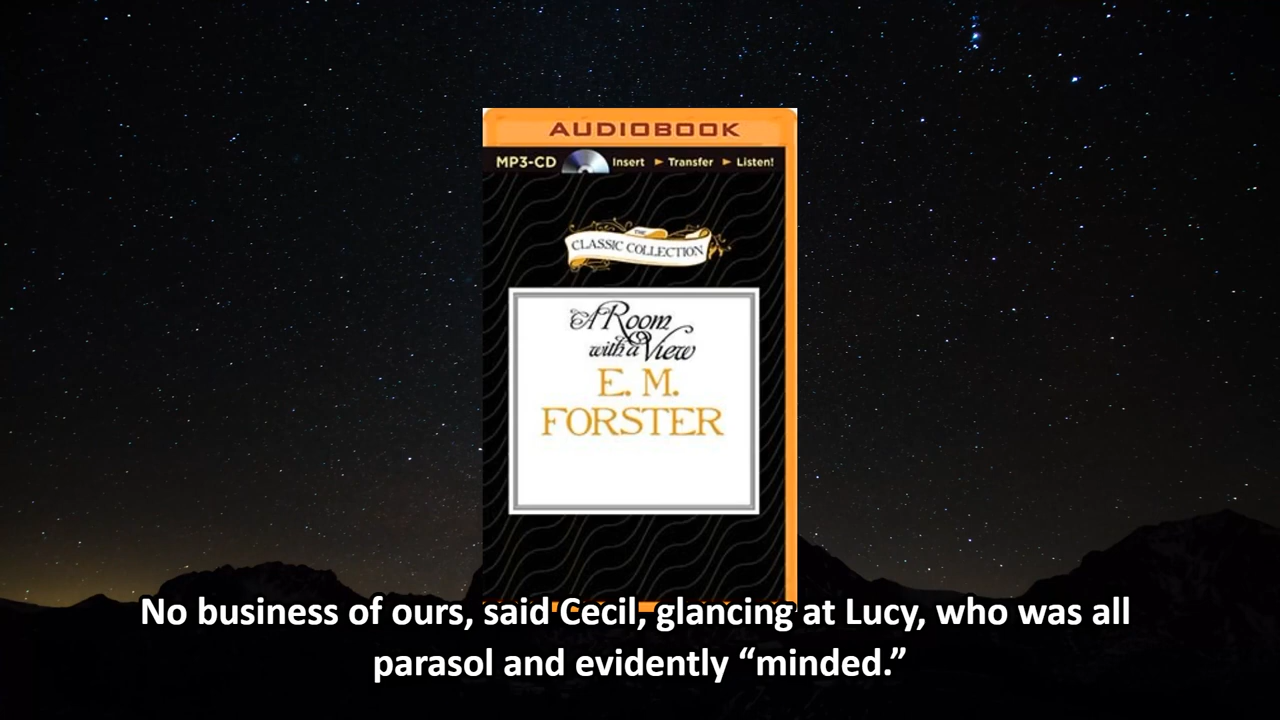 AUDIOBOOK
MP3-CD Insert ► Transfer ► Listen!
THE
CLASSIC COLLECTION
A Room
with a View
E. M.
FORSTER
No business of ours, said Cecil, glancing at Lucy, who was all
parasol and evidently “minded.”